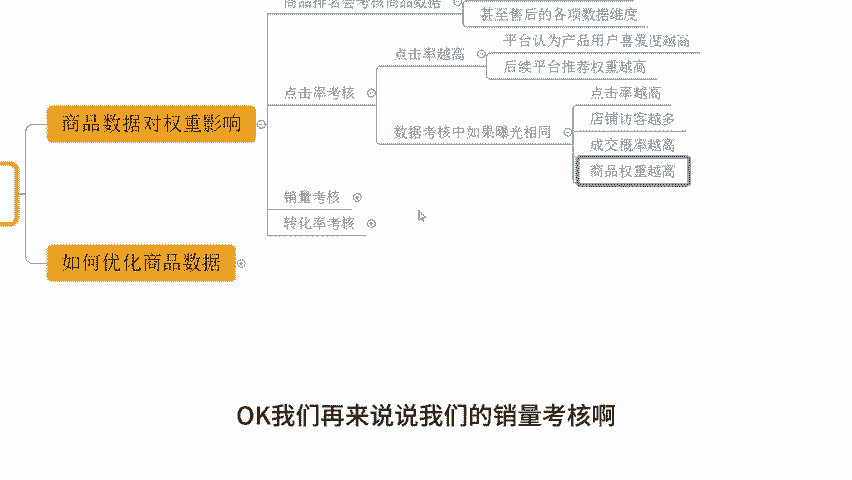 商品排名会考核商品数据
甚至售后的各项数据维度
平台认为产品用户喜爱度越高
点击率越高
后续平台推荐权重越高
点击率考核
点击率越高
店铺访客越多
数据考核中如果曝光相同
成交概率越高
商品权重越高
商品数据对权重影响
销量考核
转化率考核
如何优化商品数据
OK我们再来说说我们的销量考核啊